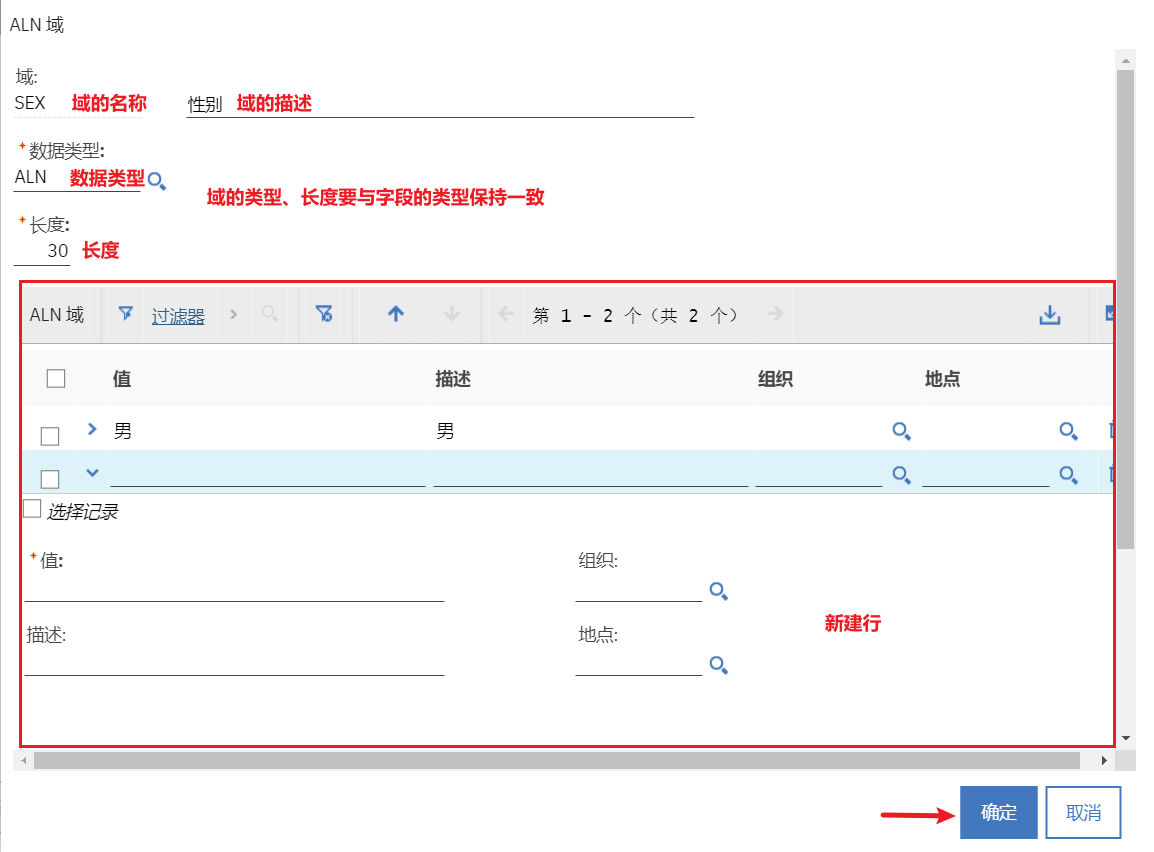 ALN 域
域:
SEX 域的名称 性别 域的描述
*数据类型:
ALN 数据类型
域的类型、长度要与字段的类型保持一致
*长度:
30 长度
ALN 域 过滤器 第 1 - 2 个（共 2 个）
值 描述 组织 地点
男 男
选择记录
*值: 组织:
新建行
描述: 地点:
确定 取消